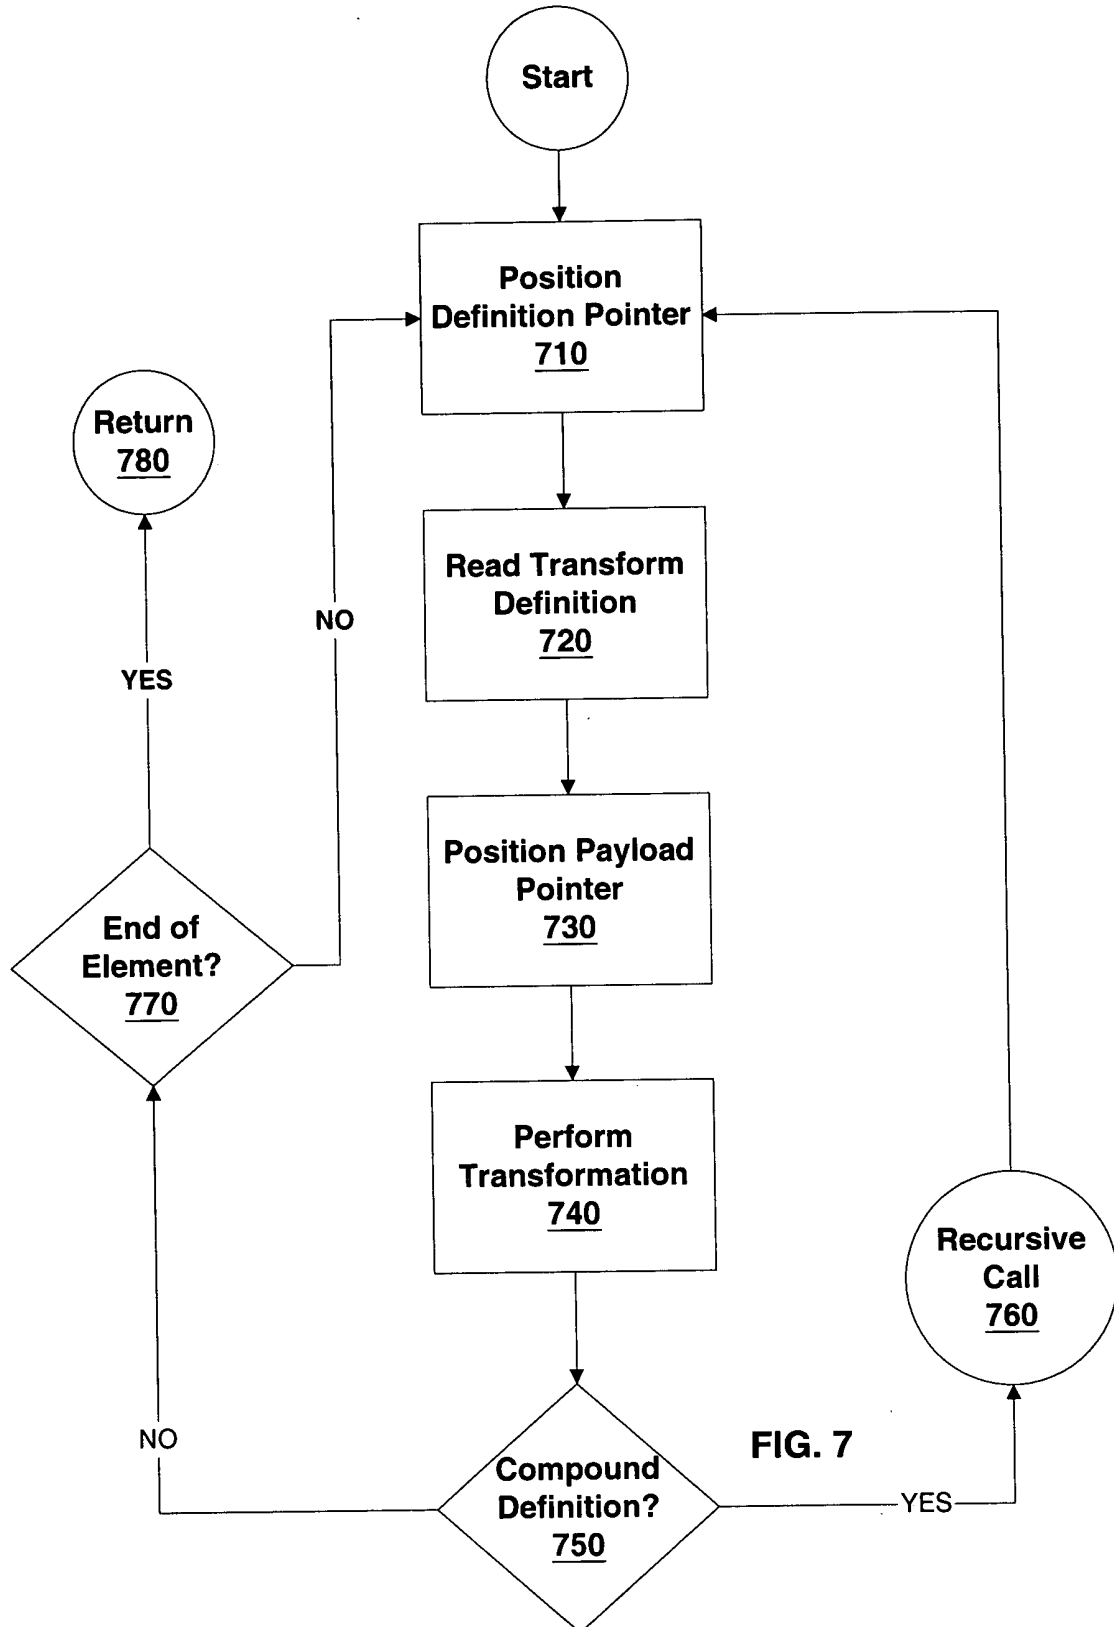 Start
Position
Definition Pointer
710
Return
780
Read Transform
Definition
720
NO
YES
Position Payload
Pointer
730
End of
Element?
770
Perform
Transformation
740
Recursive
Call
760
NO
FIG. 7
Compound
Definition?
750
YES